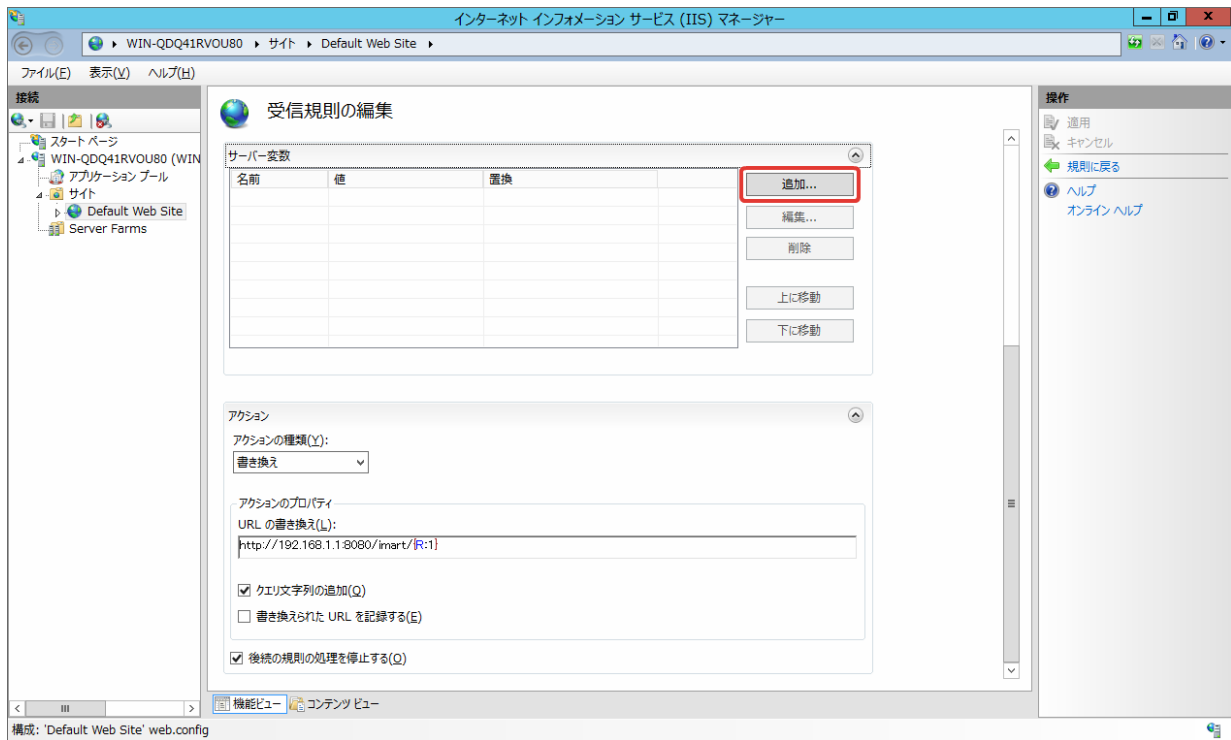 インターネット インフォメーション サービス (IIS) マネージャー
WIN-QDQ41RVOU80 ▸ サイト ▸ Default Web Site ▸
ファイル(F) 表示(V) ヘルプ(H)
接続
スタート ページ
WIN-QDQ41RVOU80 (WIN
アプリケーション プール
サイト
Default Web Site
Server Farms
受信規則の編集
サーバー変数
名前 値 置換
追加...
編集...
削除
上に移動
下に移動
アクション
アクションの種類(Y):
書き換え
アクションのプロパティ
URL の書き換え(L):
http://192.168.1.1:8080/imart/{R:1}
クエリ文字列の追加(Q)
書き換えられた URL を記録する(E)
後続の規則の処理を停止する(O)
機能ビュー コンテンツ ビュー
操作
適用
キャンセル
規則に戻る
ヘルプ
オンライン ヘルプ
構成: 'Default Web Site' web.config